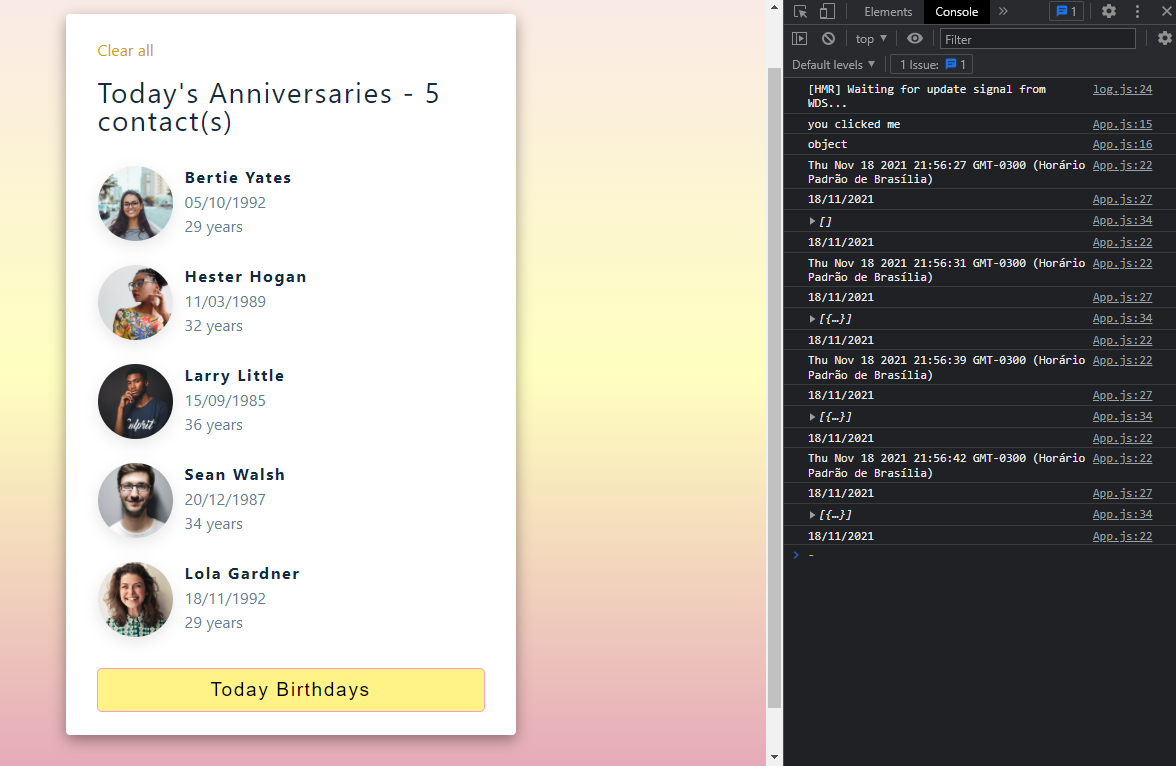 Clear all
Today's Anniversaries - 5
contact(s)
Bertie Yates
05/10/1992
29 years
Hester Hogan
11/03/1989
32 years
Larry Little
15/09/1985
36 years
Culprit
Sean Walsh
20/12/1987
34 years
Lola Gardner
18/11/1992
29 years
Today Birthdays
Elements Console » 1
top ▼ Filter
Default levels ▼ 1 Issue: 1
[HMR] Waiting for update signal from log.js:24
WDS...
you clicked me App.js:15
object App.js:16
Thu Nov 18 2021 21:56:27 GMT-0300 (Horário App.js:22
Padrão de Brasília)
18/11/2021 App.js:27
▶ [] App.js:34
18/11/2021 App.js:22
Thu Nov 18 2021 21:56:31 GMT-0300 (Horário App.js:22
Padrão de Brasília)
18/11/2021 App.js:27
▶ [{…}] App.js:34
18/11/2021 App.js:22
Thu Nov 18 2021 21:56:39 GMT-0300 (Horário App.js:22
Padrão de Brasília)
18/11/2021 App.js:27
▶ [{…}] App.js:34
18/11/2021 App.js:22
Thu Nov 18 2021 21:56:42 GMT-0300 (Horário App.js:22
Padrão de Brasília)
18/11/2021 App.js:27
▶ [{…}] App.js:34
18/11/2021 App.js:22
> -